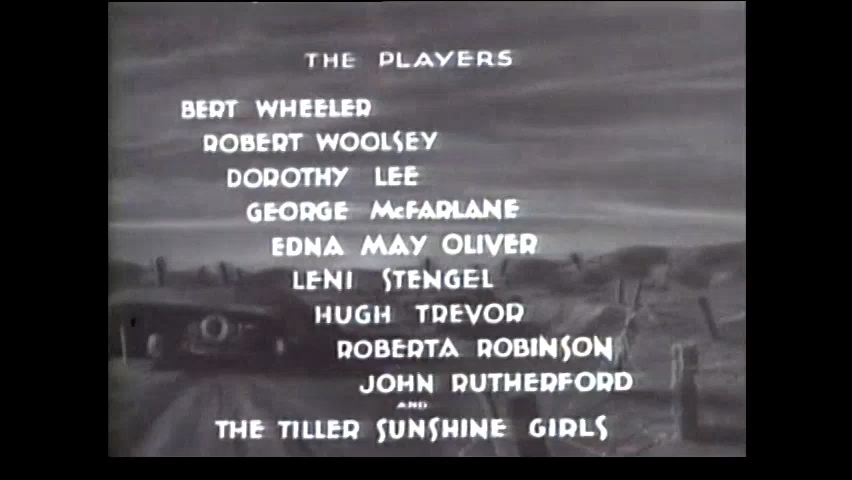 THE PLAYERS
BERT WHEELER
ROBERT WOOLSEY
DOROTHY LEE
GEORGE McFARLANE
EDNA MAY OLIVER
LENI STENGEL
HUGH TREVOR
ROBERTA ROBINSON
JOHN RUTHERFORD
AND
THE TILLER SUNSHINE GIRLS